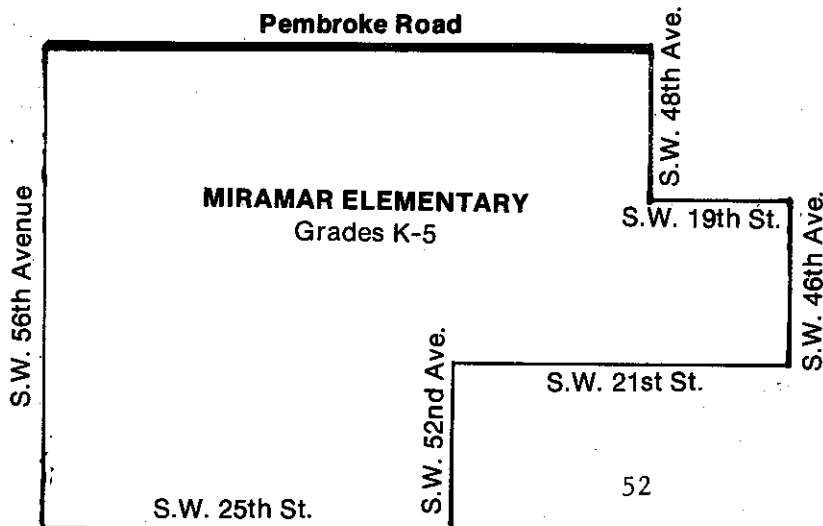 Pembroke Road
S.W. 48th Ave.
S.W. 56th Avenue
MIRAMAR ELEMENTARY
Grades K-5
S.W. 19th St.
S.W. 46th Ave.
S.W. 52nd Ave.
S.W. 21st St.
52
S.W. 25th St.